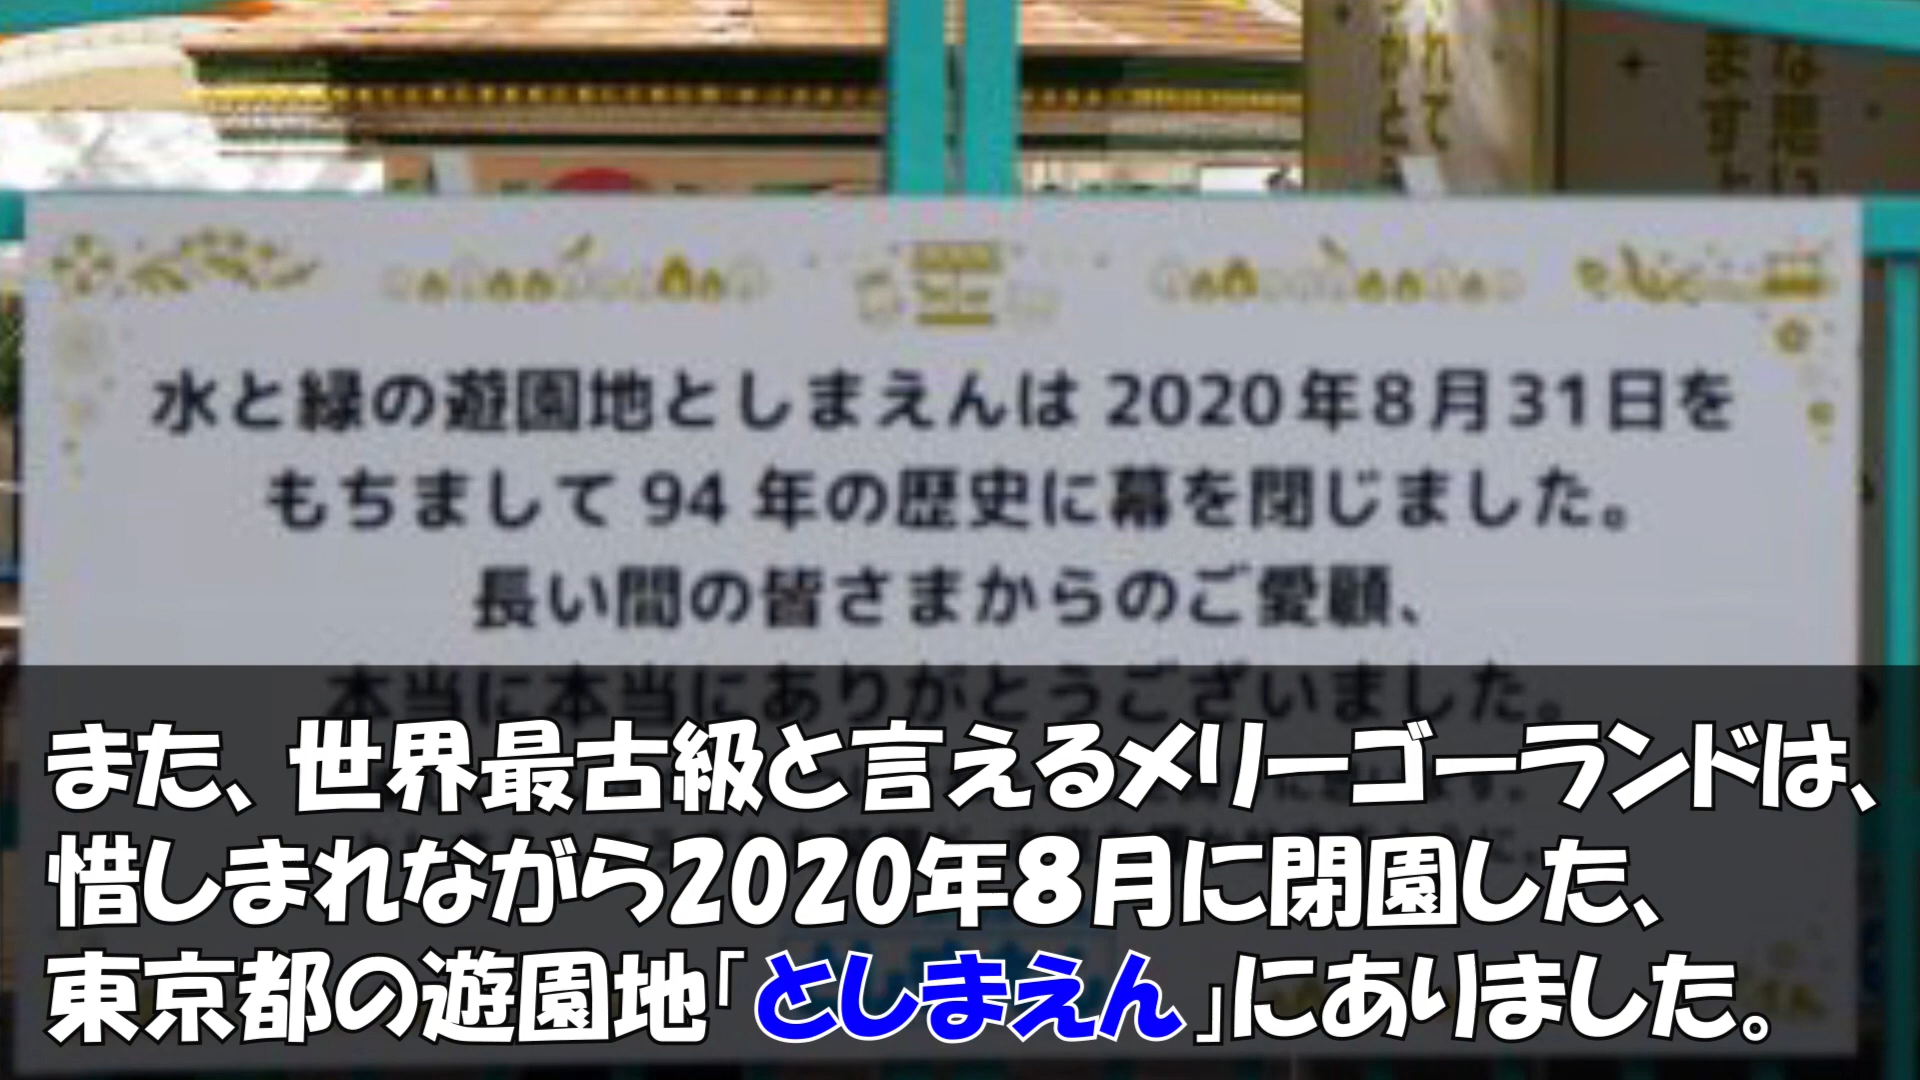 れて
水と緑の遊園地としまえんは 2020年8月31日を
もちまして 94 年の歴史に幕を閉じました。
長い間の皆さまからのご愛顧、
本当に本当にありがとうございました。
また、世界最古級と言えるメリーゴーランドは、
惜しまれながら2020年8月に閉園した、
東京都の遊園地「としまえん」にありました。